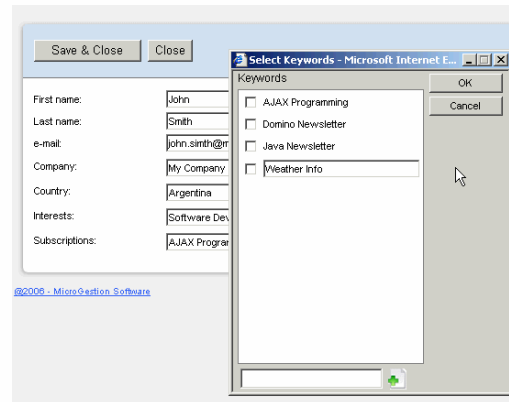 Save & Close
Close
Select Keywords - Microsoft Internet E...
Keywords
OK
Cancel
AJAX Programming
Domino Newsletter
Java Newsletter
Weather Info
First name:
John
Last name:
Smith
e-mail:
john.simth@m
Company:
My Company
Country:
Argentina
Interests:
Software Dev
Subscriptions:
AJAX Program
@2006 - MicroGestion Software